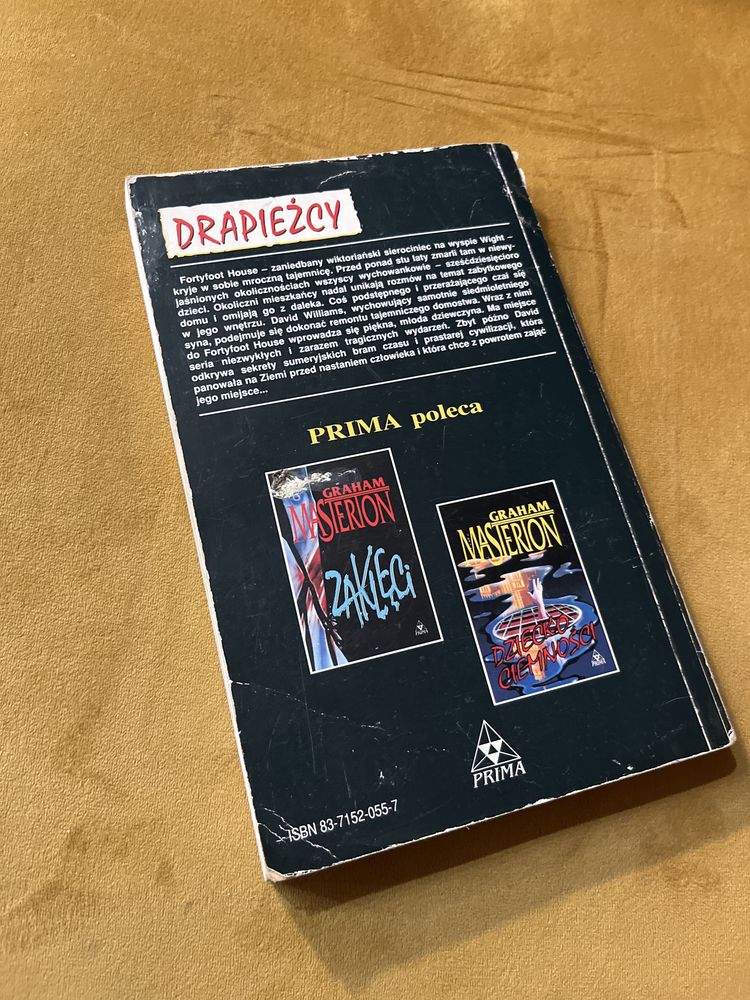 DRAPIEŻCY
Fortyfoot House – zaniedbany wiktoriański sierociniec na wyspie Wight –
kryje w sobie mroczną tajemnicę. Przed ponad stu laty zmarli tam w niewy-
jaśnionych okolicznościach wszyscy wychowankowie – sześćdziesięcioro
dzieci. Okoliczni mieszkańcy nadal unikają rozmów na temat zabytkowego
domu i omijają go z daleka. Coś podstępnego i przerażającego czai się
w jego wnętrzu. David Williams, wychowujący samotnie siedmioletniego
syna, podejmuje się dokonać remontu tajemniczego domostwa. Wraz z nimi
do Fortyfoot House wprowadza się piękna, młoda dziewczyna. Ma miejsce
seria niezwykłych i zarazem tragicznych wydarzeń. Zbyt późno David
odkrywa sekrety sumeryjskich bram czasu i prastarej cywilizacji, która
panowała na Ziemi przed nastaniem człowieka i która chce z powrotem zająć
jego miejsce...
PRIMA poleca
GRAHAM
MASTERTON
ZAKLĘCI
PRIMA
GRAHAM
MASTERTON
DZIECKO
CIEMNOŚCI
PRIMA
PRIMA
ISBN 83-7152-055-7